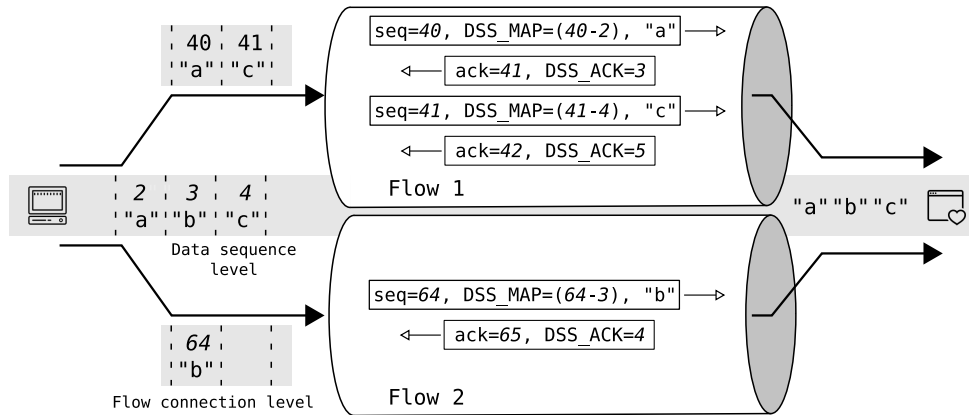 40 41
"a" "c"
seq=40, DSS_MAP=(40-2), "a"
ack=41, DSS_ACK=3
seq=41, DSS_MAP=(41-4), "c"
ack=42, DSS_ACK=5
Flow 1
2 3 4
"a" "b" "c"
Data sequence
level
"a" "b" "c"
seq=64, DSS_MAP=(64-3), "b"
ack=65, DSS_ACK=4
Flow 2
64
"b"
Flow connection level